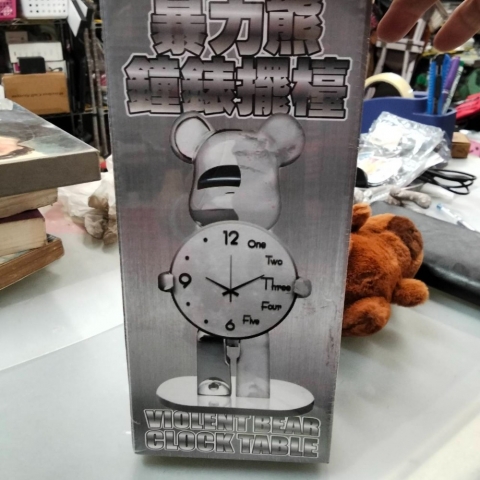 暴力熊
鐘錶擺檯
12
One
Two
9
Three
Four
6
Five
VIOLENT BEAR
CLOCK TABLE